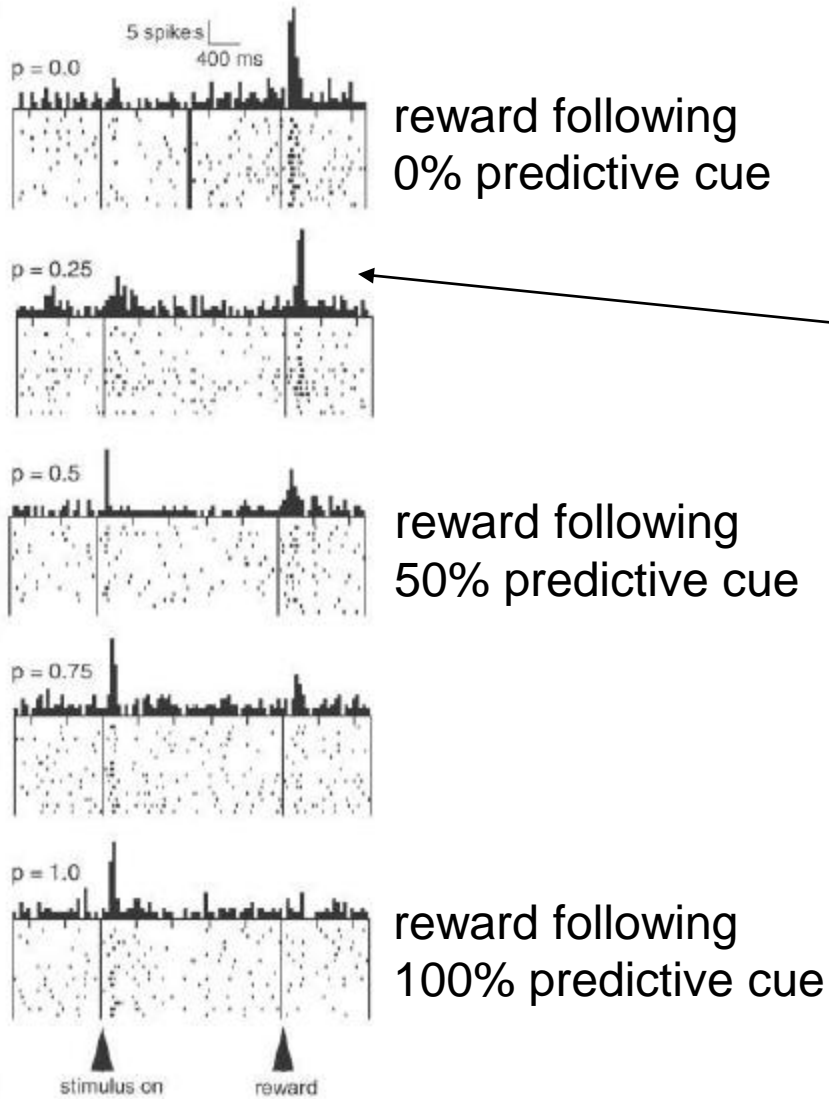 5 spikes
400 ms
p = 0.0
reward following
0% predictive cue
p = 0.25
p = 0.5
reward following
50% predictive cue
p = 0.75
p = 1.0
reward following
100% predictive cue
stimulus on
reward